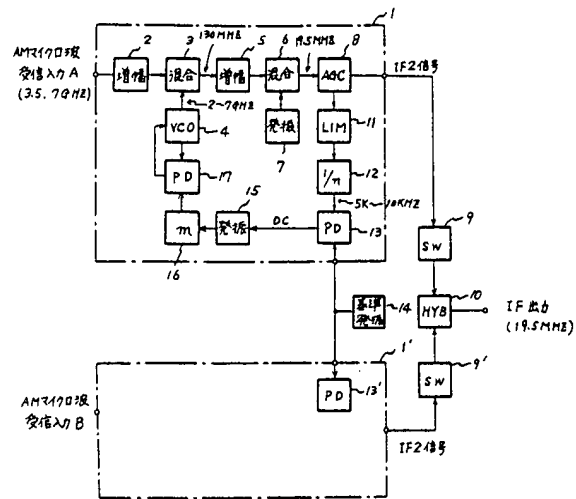 1
130MHz
19.5MHz
AMマイクロ波
受信入力A
(3.5.7GHz)
2
3
5
6
8
増幅
混合
増幅
混合
AGC
IF2信号
2~7GHz
VCO
4
発振
7
LIM
11
PD
17
1/n
12
5K~10KHz
15
m
16
発振
DC
PD
13
9
SW
基準発振
14
HYB
10
IF出力
(19.5MHz)
1'
9'
SW
PD
13'
AMマイクロ波
受信入力B
IF2信号